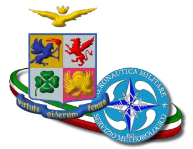 virtute siderum tenus
AERONAUTICA MILITARE
SERVIZIO METEOROLOGICO